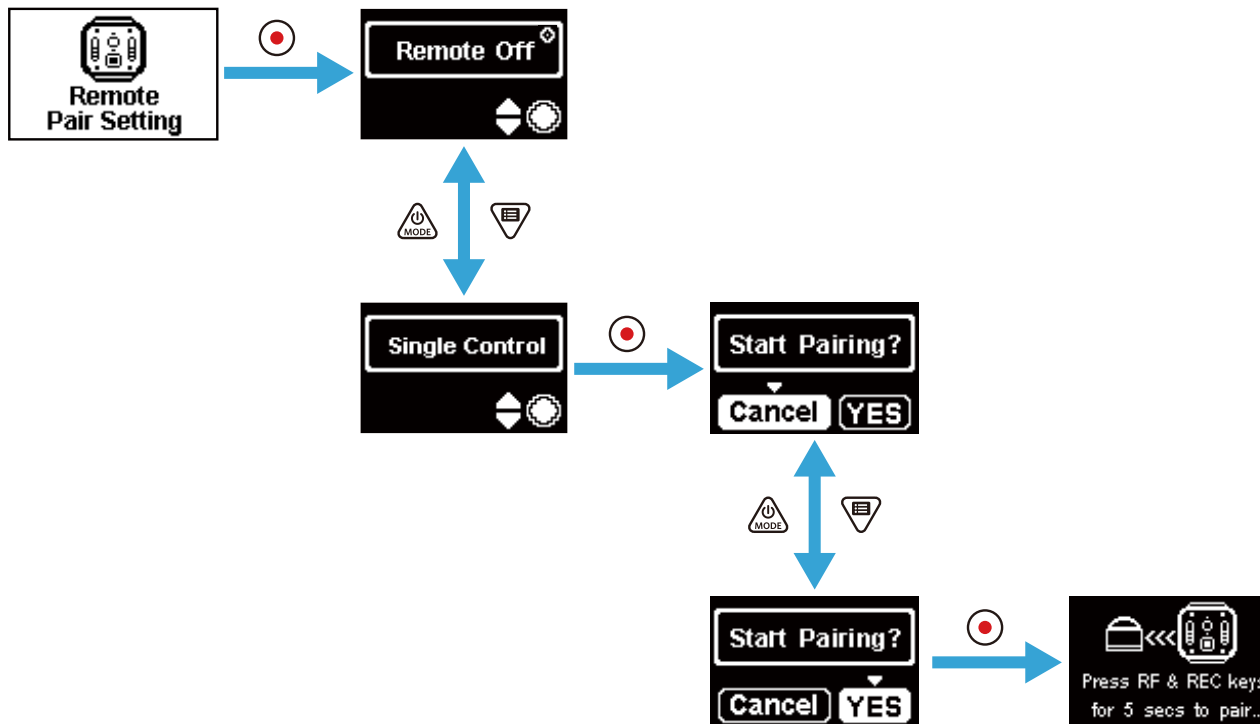 Remote
Pair Setting
Remote Off
MODE
Single Control
Start Pairing?
Cancel YES
MODE
Start Pairing?
Cancel YES
Press RF & REC keys
for 5 secs to pair..